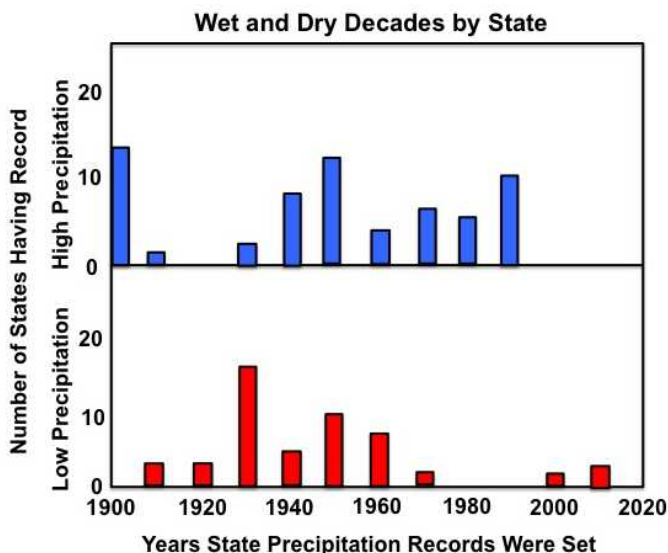 Wet and Dry Decades by State
Number of States Having Record
High Precipitation
20
10
0
Low Precipitation
20
10
0
1900 1920 1940 1960 1980 2000 2020
Years State Precipitation Records Were Set